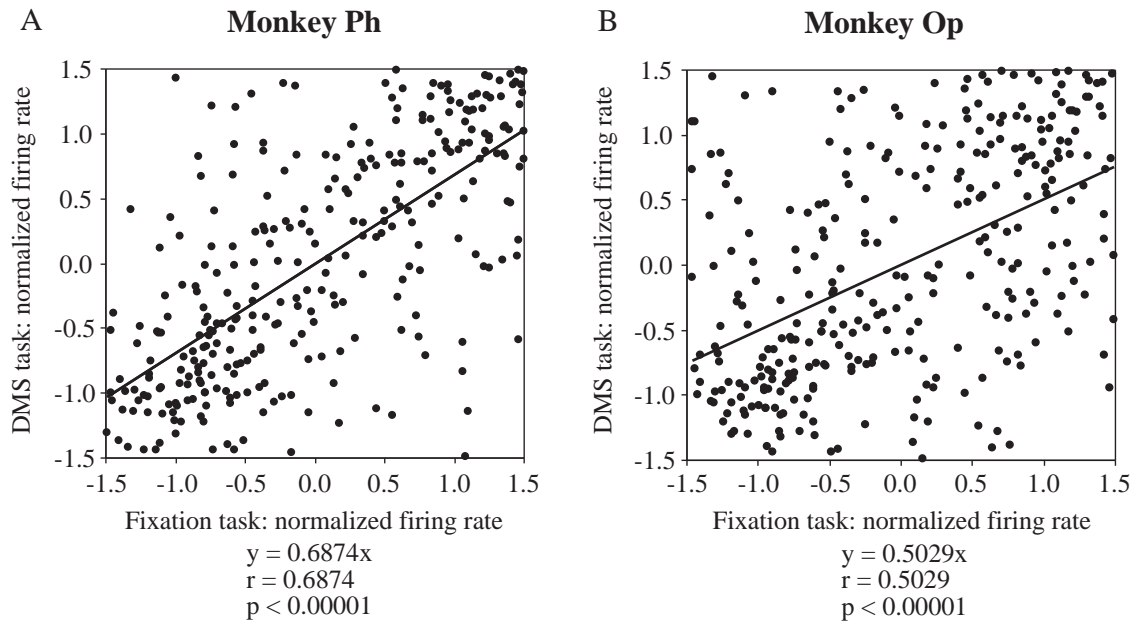 A
Monkey Ph
DMS task: normalized firing rate
1.5
1.0
0.5
0.0
-0.5
-1.0
-1.5
-1.5 -1.0 -0.5 0.0 0.5 1.0 1.5
Fixation task: normalized firing rate
y = 0.6874x
r = 0.6874
p < 0.00001
B
Monkey Op
DMS task: normalized firing rate
1.5
1.0
0.5
0.0
-0.5
-1.0
-1.5
-1.5 -1.0 -0.5 0.0 0.5 1.0 1.5
Fixation task: normalized firing rate
y = 0.5029x
r = 0.5029
p < 0.00001